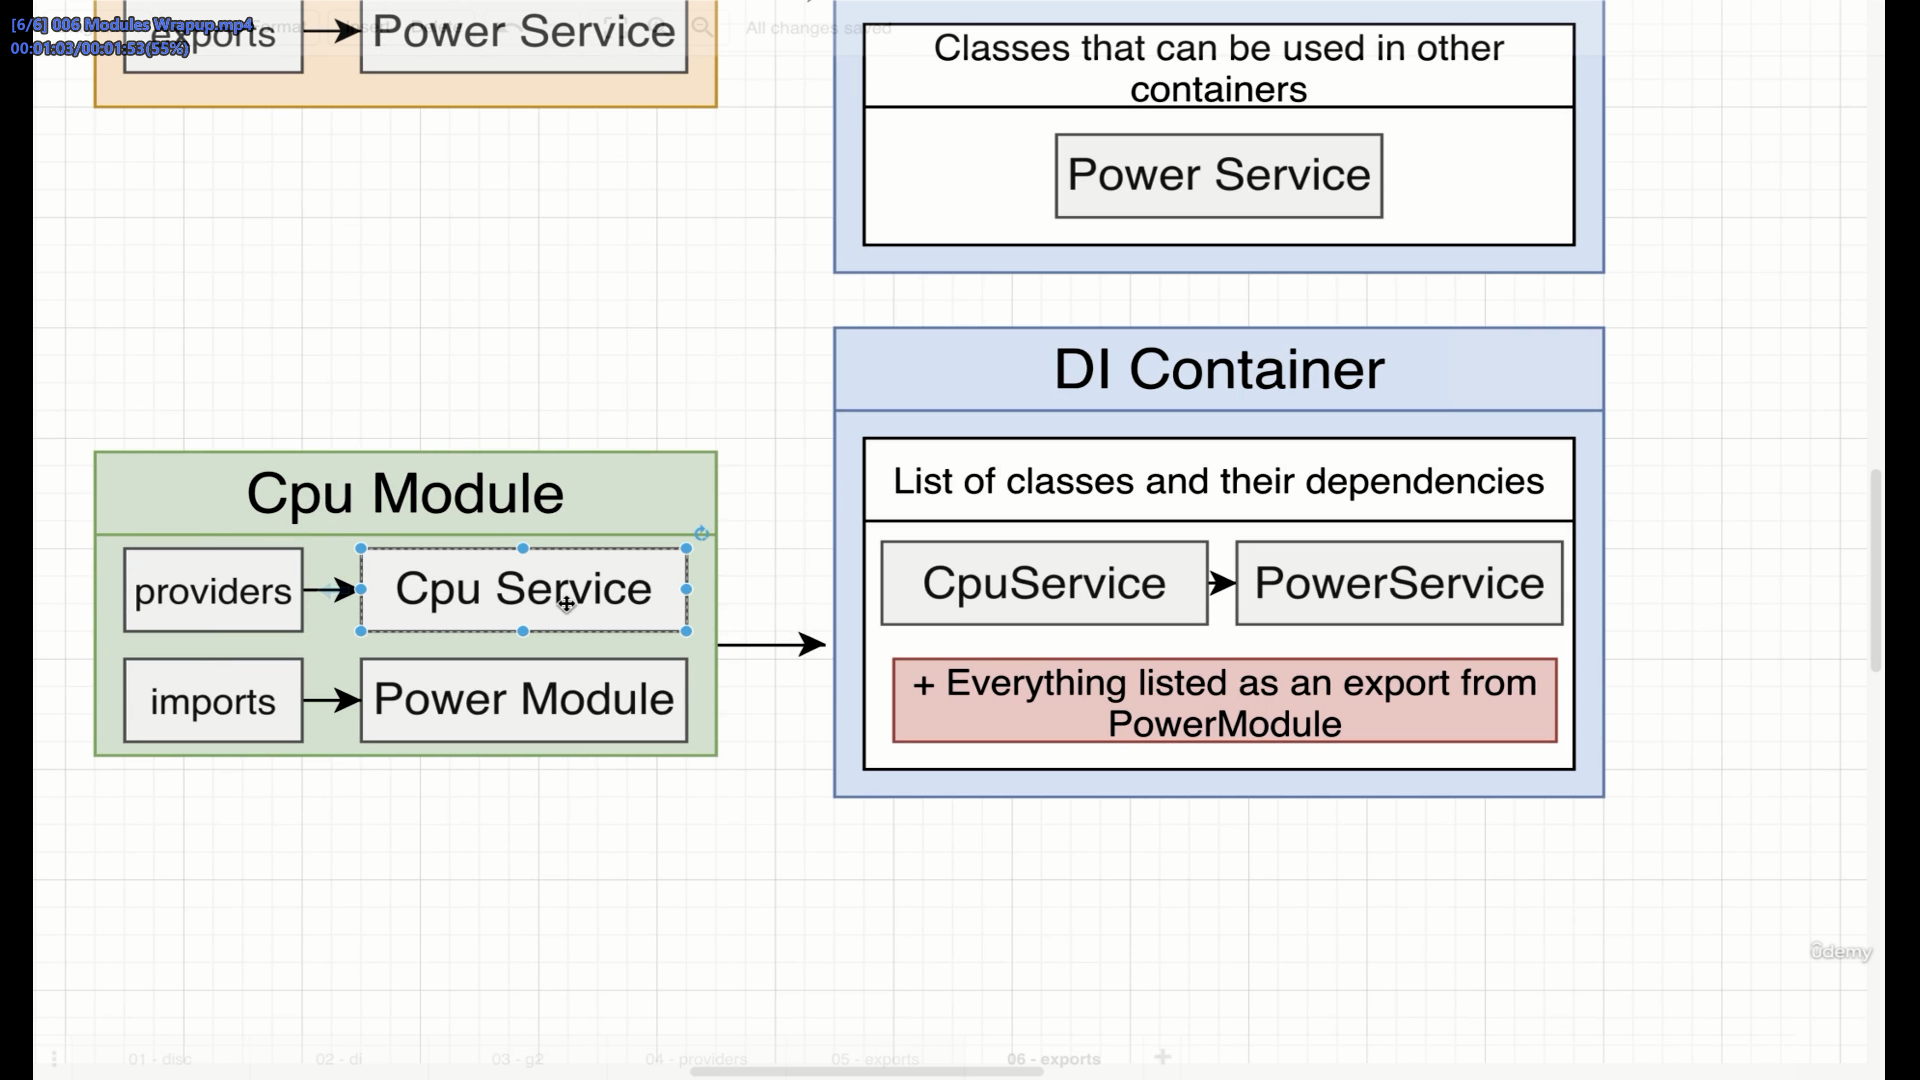 [6/6] 006 Modules Wrapup.mp4
00:01:03/00:01:53(55%)
exports
Power Service
All changes saved
Classes that can be used in other
containers
Power Service
DI Container
List of classes and their dependencies
CpuService
PowerService
+ Everything listed as an export from
PowerModule
Cpu Module
providers
Cpu Service
imports
Power Module
ûdemy
01 - disc
02 - di
03 - g2
04 - providers
05 - exports
06 - exports